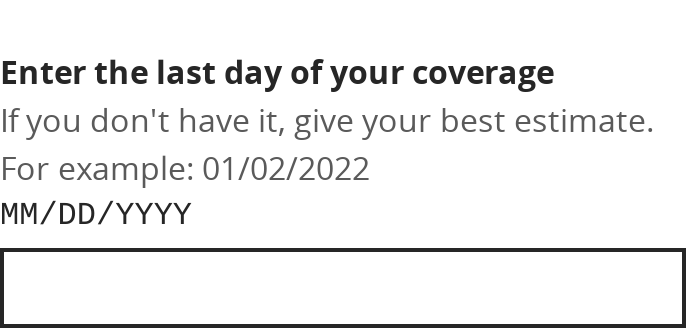 Enter the last day of your coverage
If you don't have it, give your best estimate.
For example: 01/02/2022
MM/DD/YYYY